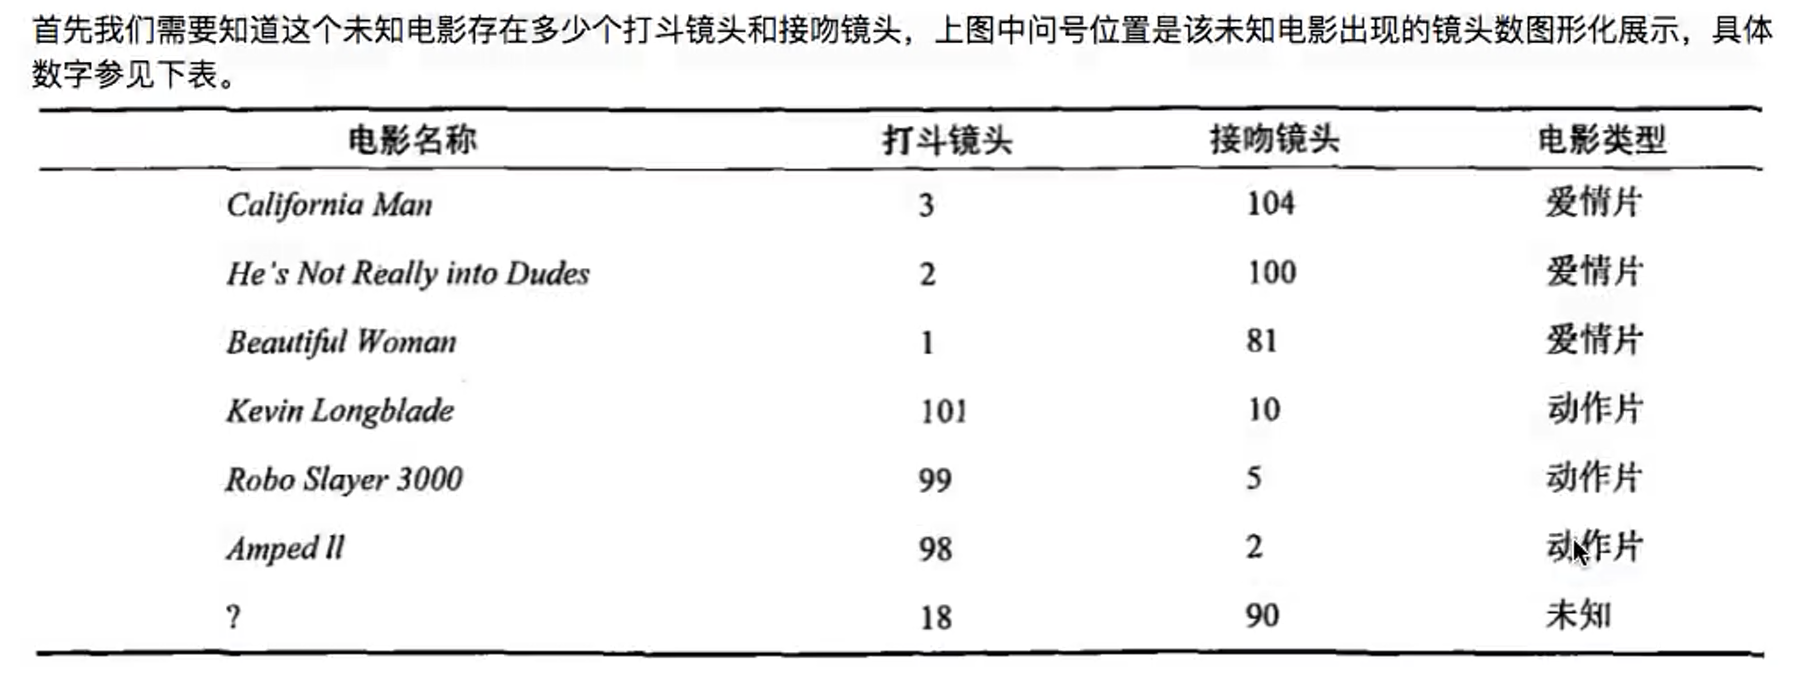 首先我们需要知道这个未知电影存在多少个打斗镜头和接吻镜头，上图中问号位置是该未知电影出现的镜头数图形化展示，具体
数字参见下表。
电影名称 打斗镜头 接吻镜头 电影类型
California Man 3 104 爱情片
He's Not Really into Dudes 2 100 爱情片
Beautiful Woman 1 81 爱情片
Kevin Longblade 101 10 动作片
Robo Slayer 3000 99 5 动作片
Amped ll 98 2 动作片
? 18 90 未知